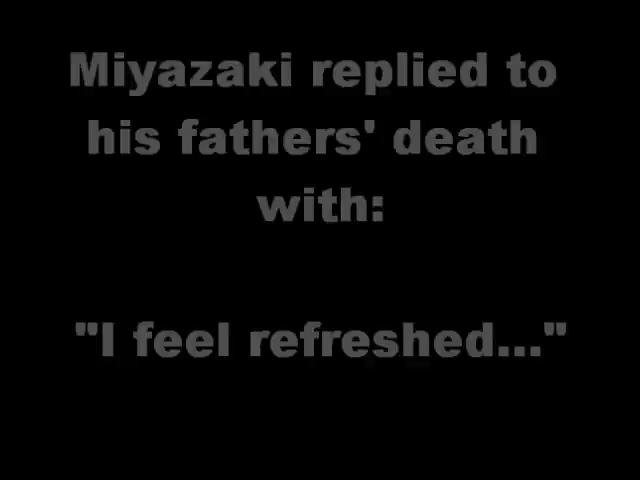 Miyazaki replied to
his fathers' death
with:
"I feel refreshed..."